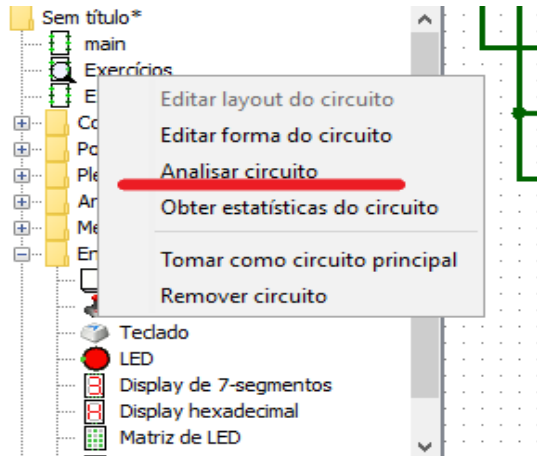 Sem título*
main
Exercícios
E
Editar layout do circuito
Co
Editar forma do circuito
Po
Ple
Analisar circuito
Ar
Obter estatísticas do circuito
Me
En
Tomar como circuito principal
Remover circuito
Teclado
LED
Display de 7-segmentos
Display hexadecimal
Matriz de LED